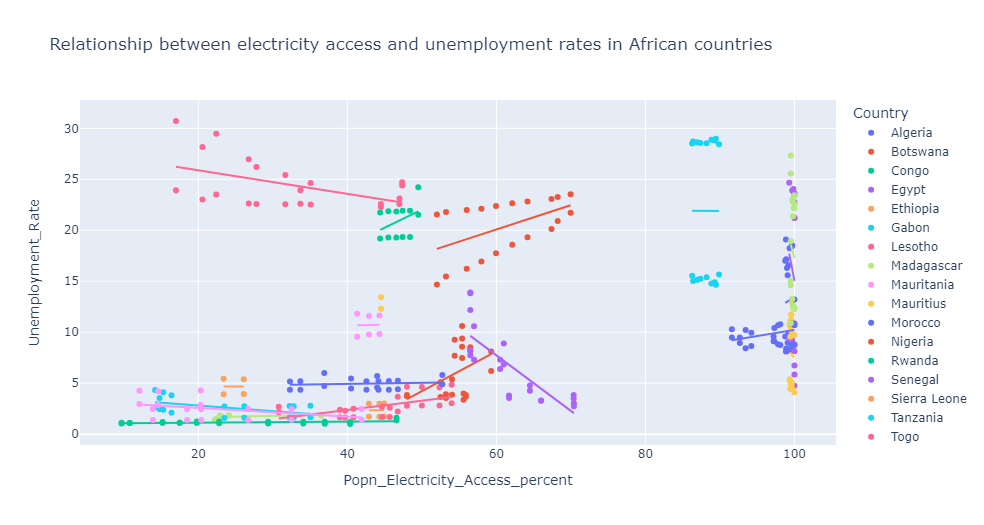 Relationship between electricity access and unemployment rates in African countries
Country
Algeria
Botswana
Congo
Egypt
Ethiopia
Gabon
Lesotho
Madagascar
Mauritania
Mauritius
Morocco
Nigeria
Rwanda
Senegal
Sierra Leone
Tanzania
Togo
Unemployment_Rate
30
25
20
15
10
5
0
20
40
60
80
100
Popn_Electricity_Access_percent